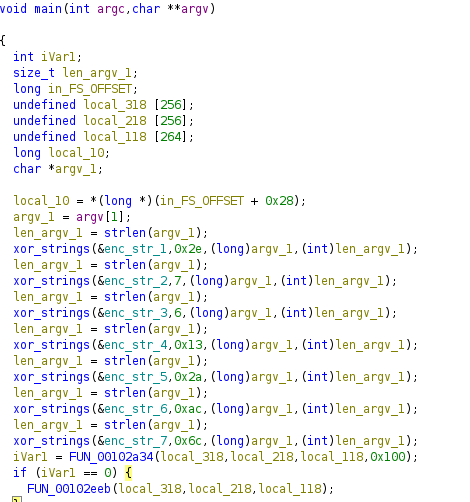 void main(int argc,char **argv)
{
int iVar1;
size_t len_argv_1;
long in_FS_OFFSET;
undefined local_318 [256];
undefined local_218 [256];
undefined local_118 [264];
long local_10;
char *argv_1;
local_10 = *(long *)(in_FS_OFFSET + 0x28);
argv_1 = argv[1];
len_argv_1 = strlen(argv_1);
xor_strings(&enc_str_1,0x2e,(long)argv_1,(int)len_argv_1);
len_argv_1 = strlen(argv_1);
xor_strings(&enc_str_2,7,(long)argv_1,(int)len_argv_1);
len_argv_1 = strlen(argv_1);
xor_strings(&enc_str_3,6,(long)argv_1,(int)len_argv_1);
len_argv_1 = strlen(argv_1);
xor_strings(&enc_str_4,0x13,(long)argv_1,(int)len_argv_1);
len_argv_1 = strlen(argv_1);
xor_strings(&enc_str_5,0x2a,(long)argv_1,(int)len_argv_1);
len_argv_1 = strlen(argv_1);
xor_strings(&enc_str_6,0xac,(long)argv_1,(int)len_argv_1);
len_argv_1 = strlen(argv_1);
xor_strings(&enc_str_7,0x6c,(long)argv_1,(int)len_argv_1);
iVar1 = FUN_00102a34(local_318,local_218,local_118,0x100);
if (iVar1 == 0) {
FUN_00102eeb(local_318,local_218,local_118);
}